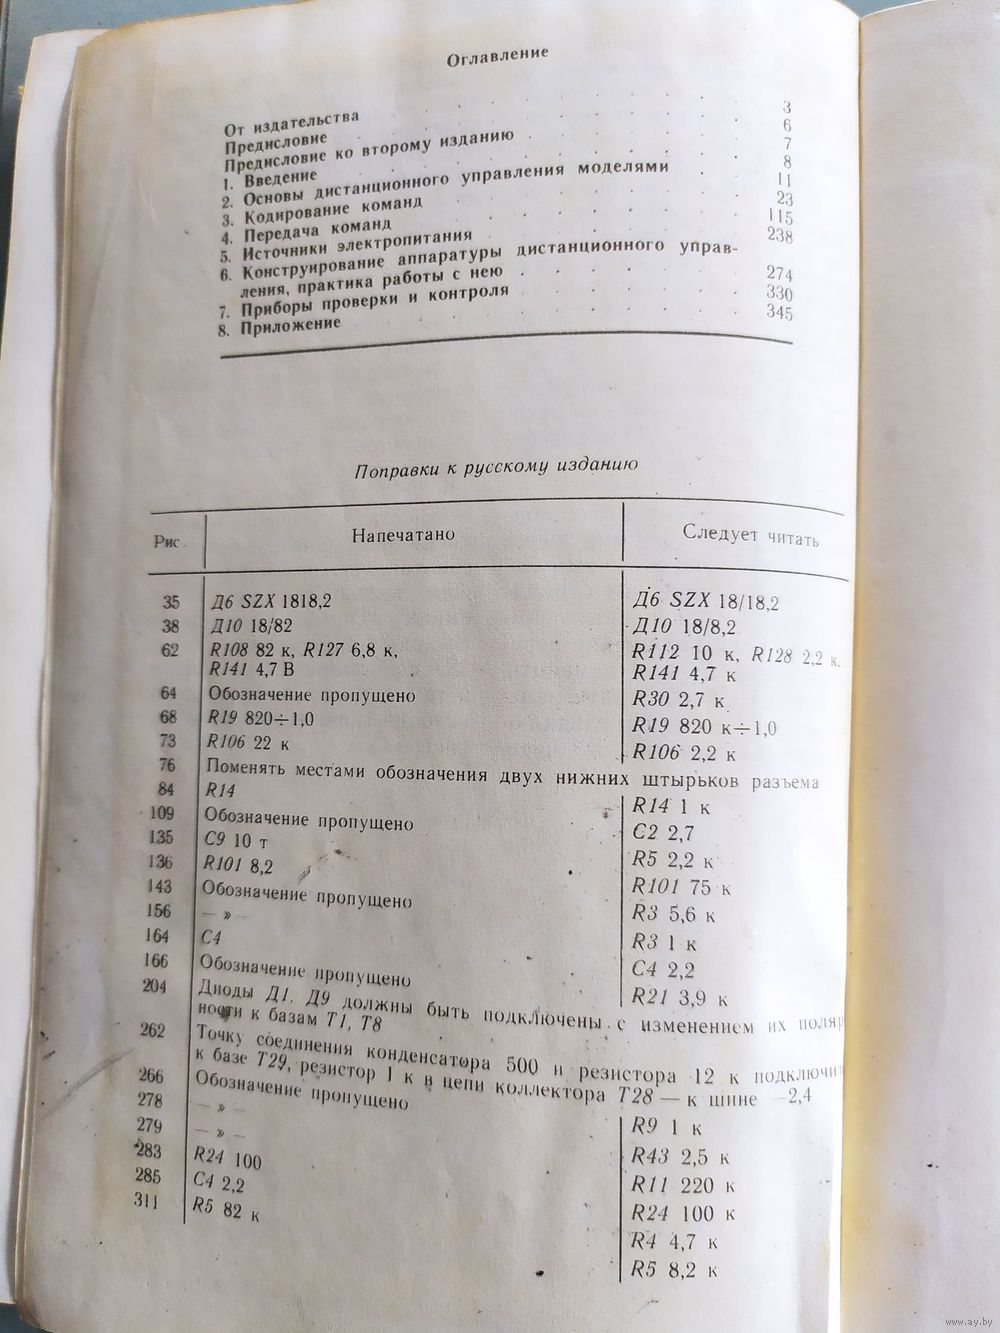 Оглавление
От издательства 3
Предисловие 6
Предисловие ко второму изданию 7
1. Введение 8
2. Основы дистанционного управления моделями 11
3. Кодирование команд 23
4. Передача команд 115
5. Источники электропитания 238
6. Конструирование аппаратуры дистанционного управ-
ления, практика работы с нею 274
7. Приборы проверки и контроля 330
8. Приложение 345
Поправки к русскому изданию
Рис. Напечатано Следует читать
35 Д6 SZX 1818,2 Д6 SZX 18/18,2
38 Д10 18/82 Д10 18/8,2
62 R108 82 к, R127 6,8 к, R112 10 к, R128 2,2 к,
R141 4,7 В R141 4,7 к
64 Обозначение пропущено R30 2,7 к
68 R19 820÷1,0 R19 820 к÷1,0
73 R106 22 к R106 2,2 к
76 Поменять местами обозначения двух нижних штырьков разъема
84 R14 R14 1 к
109 Обозначение пропущено C2 2,7
135 C9 10 т R5 2,2 к
136 R101 8,2 R101 75 к
143 Обозначение пропущено R3 5,6 к
156 — » — R3 1 к
164 C4 C4 2,2
166 Обозначение пропущено R21 3,9 к
204 Диоды Д1, Д9 должны быть подключены с изменением их поляр
ности к базам Т1, Т8
262 Точку соединения конденсатора 500 и резистора 12 к подключит
к базе Т29, резистор 1 к в цепи коллектора Т28 — к шине —2,4
266 Обозначение пропущено R9 1 к
278 — » — R43 2,5 к
279 — » — R11 220 к
283 R24 100 R24 100 к
285 C4 2,2 R4 4,7 к
311 R5 82 к R5 8,2 к
www.ay.by